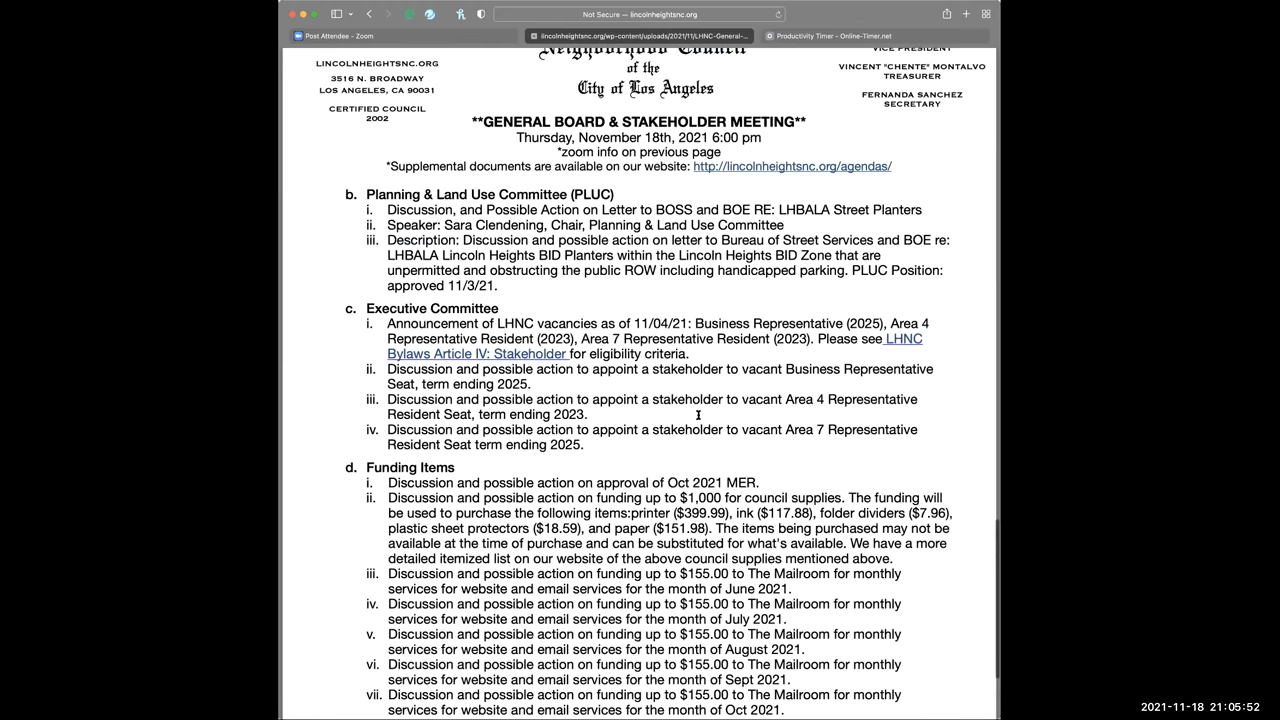 Not Secure — lincolnheightsnc.org
Post Attendee - Zoom
lincolnheightsnc.org/wp-content/uploads/2021/11/LHNC-General-...
Productivity Timer - Online-Timer.net
Neighborhood Council
of the
City of Los Angeles
LINCOLNHEIGHTSNC.ORG
3516 N. BROADWAY
LOS ANGELES, CA 90031
CERTIFIED COUNCIL
2002
VICE PRESIDENT
VINCENT "CHENTE" MONTALVO
TREASURER
FERNANDA SANCHEZ
SECRETARY
**GENERAL BOARD & STAKEHOLDER MEETING**
Thursday, November 18th, 2021 6:00 pm
*zoom info on previous page
*Supplemental documents are available on our website: http://lincolnheightsnc.org/agendas/
b. Planning & Land Use Committee (PLUC)
i. Discussion, and Possible Action on Letter to BOSS and BOE RE: LHBALA Street Planters
ii. Speaker: Sara Clendening, Chair, Planning & Land Use Committee
iii. Description: Discussion and possible action on letter to Bureau of Street Services and BOE re:
LHBALA Lincoln Heights BID Planters within the Lincoln Heights BID Zone that are
unpermitted and obstructing the public ROW including handicapped parking. PLUC Position:
approved 11/3/21.
c. Executive Committee
i. Announcement of LHNC vacancies as of 11/04/21: Business Representative (2025), Area 4
Representative Resident (2023), Area 7 Representative Resident (2023). Please see LHNC
Bylaws Article IV: Stakeholder for eligibility criteria.
ii. Discussion and possible action to appoint a stakeholder to vacant Business Representative
Seat, term ending 2025.
iii. Discussion and possible action to appoint a stakeholder to vacant Area 4 Representative
Resident Seat, term ending 2023.
iv. Discussion and possible action to appoint a stakeholder to vacant Area 7 Representative
Resident Seat term ending 2025.
d. Funding Items
i. Discussion and possible action on approval of Oct 2021 MER.
ii. Discussion and possible action on funding up to $1,000 for council supplies. The funding will
be used to purchase the following items:printer ($399.99), ink ($117.88), folder dividers ($7.96),
plastic sheet protectors ($18.59), and paper ($151.98). The items being purchased may not be
available at the time of purchase and can be substituted for what's available. We have a more
detailed itemized list on our website of the above council supplies mentioned above.
iii. Discussion and possible action on funding up to $155.00 to The Mailroom for monthly
services for website and email services for the month of June 2021.
iv. Discussion and possible action on funding up to $155.00 to The Mailroom for monthly
services for website and email services for the month of July 2021.
v. Discussion and possible action on funding up to $155.00 to The Mailroom for monthly
services for website and email services for the month of August 2021.
vi. Discussion and possible action on funding up to $155.00 to The Mailroom for monthly
services for website and email services for the month of Sept 2021.
vii. Discussion and possible action on funding up to $155.00 to The Mailroom for monthly
services for website and email services for the month of Oct 2021.
2021-11-18 21:05:52